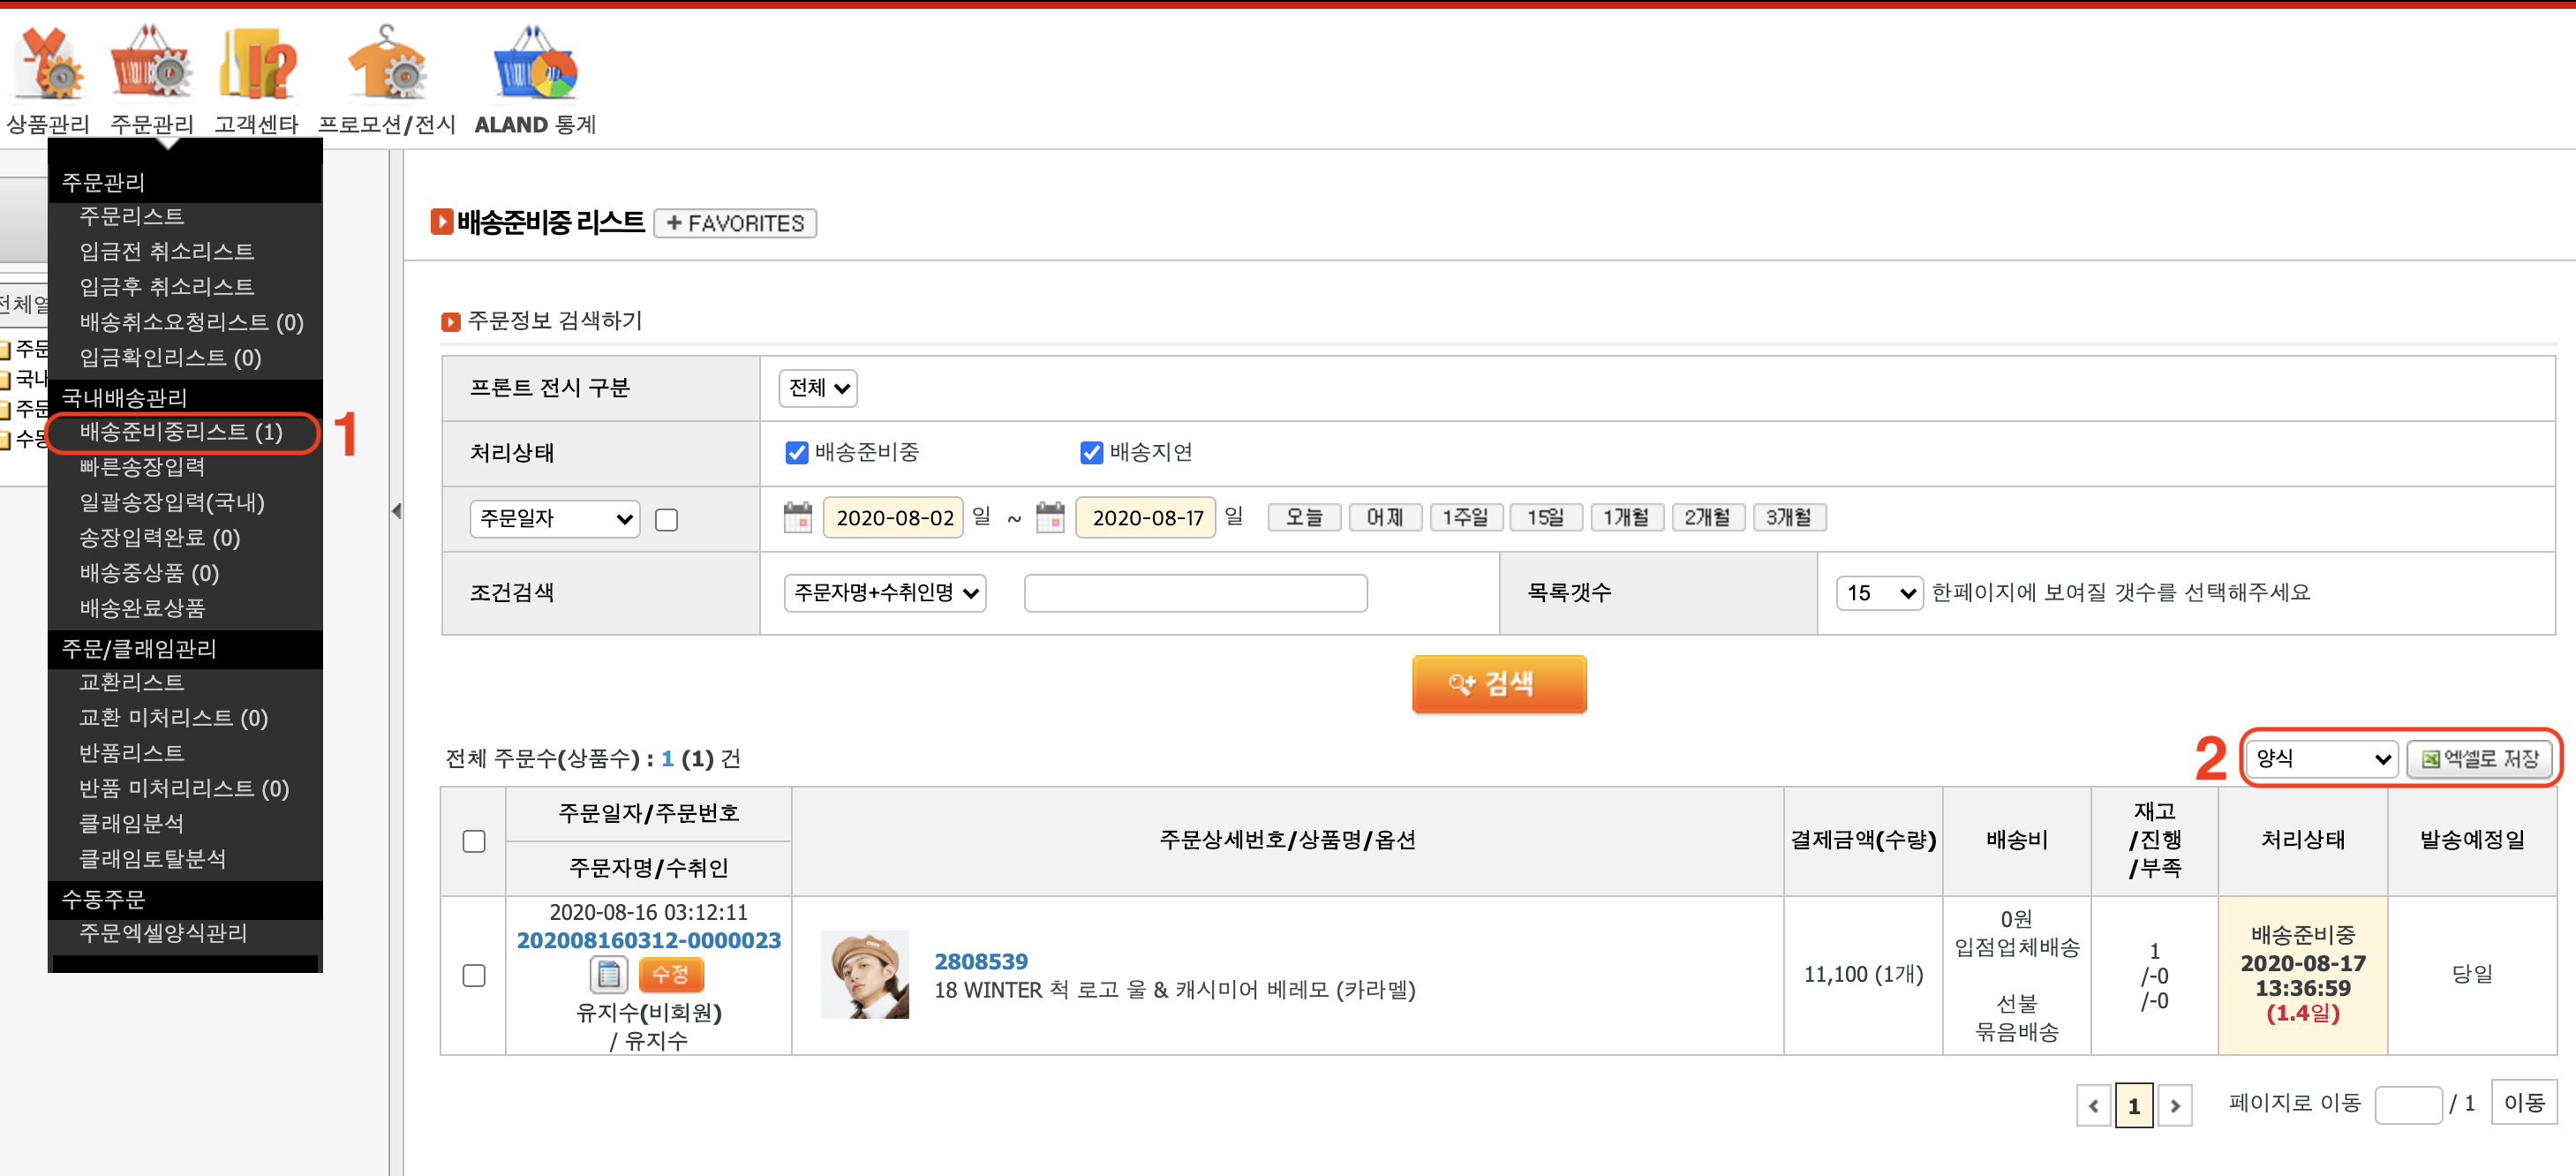 상품관리 주문관리 고객센타 프로모션/전시 ALAND 통계
주문관리
주문리스트
입금전 취소리스트
입금후 취소리스트
배송취소요청리스트 (0)
입금확인리스트 (0)
국내배송관리
배송준비중리스트 (1)
1
빠른송장입력
일괄송장입력(국내)
송장입력완료 (0)
배송중상품 (0)
배송완료상품
주문/클래임관리
교환리스트
교환 미처리스트 (0)
반품리스트
반품 미처리리스트 (0)
클래임분석
클래임토탈분석
수동주문
주문엑셀양식관리
전체열
주문
국내
주문
수동
배송준비중 리스트 + FAVORITES
주문정보 검색하기
프론트 전시 구분 전체
처리상태 배송준비중 배송지연
주문일자 2020-08-02 일 ~ 2020-08-17 일 오늘 어제 1주일 15일 1개월 2개월 3개월
조건검색 주문자명+수취인명 목록갯수 15 한페이지에 보여질 갯수를 선택해주세요
검색
전체 주문수(상품수) : 1 (1) 건 2 양식 엑셀로 저장
주문일자/주문번호
주문자명/수취인
주문상세번호/상품명/옵션
결제금액(수량)
배송비
재고
/진행
/부족
처리상태
발송예정일
2020-08-16 03:12:11
202008160312-0000023
수정
유지수(비회원)
/ 유지수
2808539
18 WINTER 척 로고 울 & 캐시미어 베레모 (카라멜)
11,100 (1개)
0원
입점업체배송
선불
묶음배송
1
/-0
/-0
배송준비중
2020-08-17
13:36:59
(1.4일)
당일
1 페이지로 이동 / 1 이동